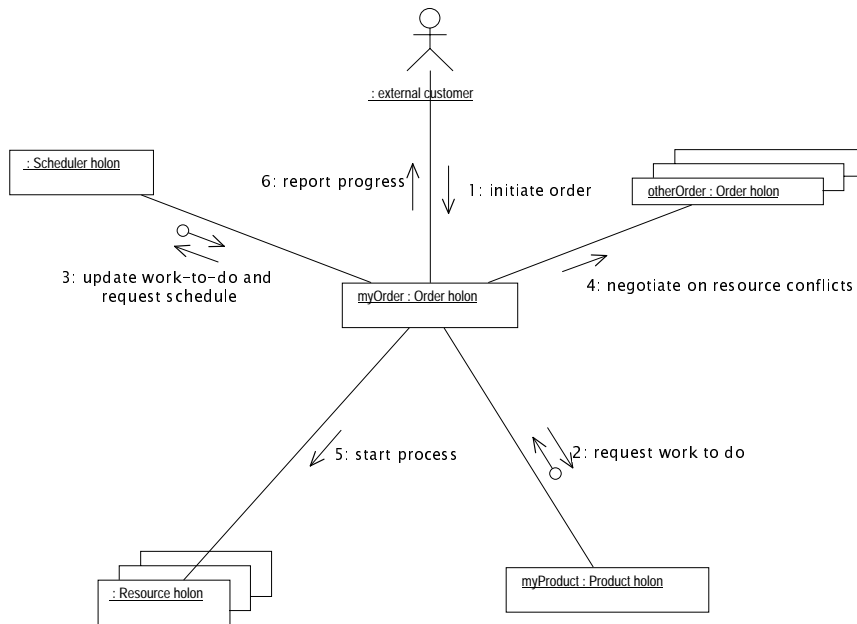 : external customer
: Scheduler holon
6: report progress
1: initiate order
otherOrder : Order holon
3: update work-to-do and
request schedule
4: negotiate on resource conflicts
myOrder : Order holon
5: start process
2: request work to do
: Resource holon
myProduct : Product holon